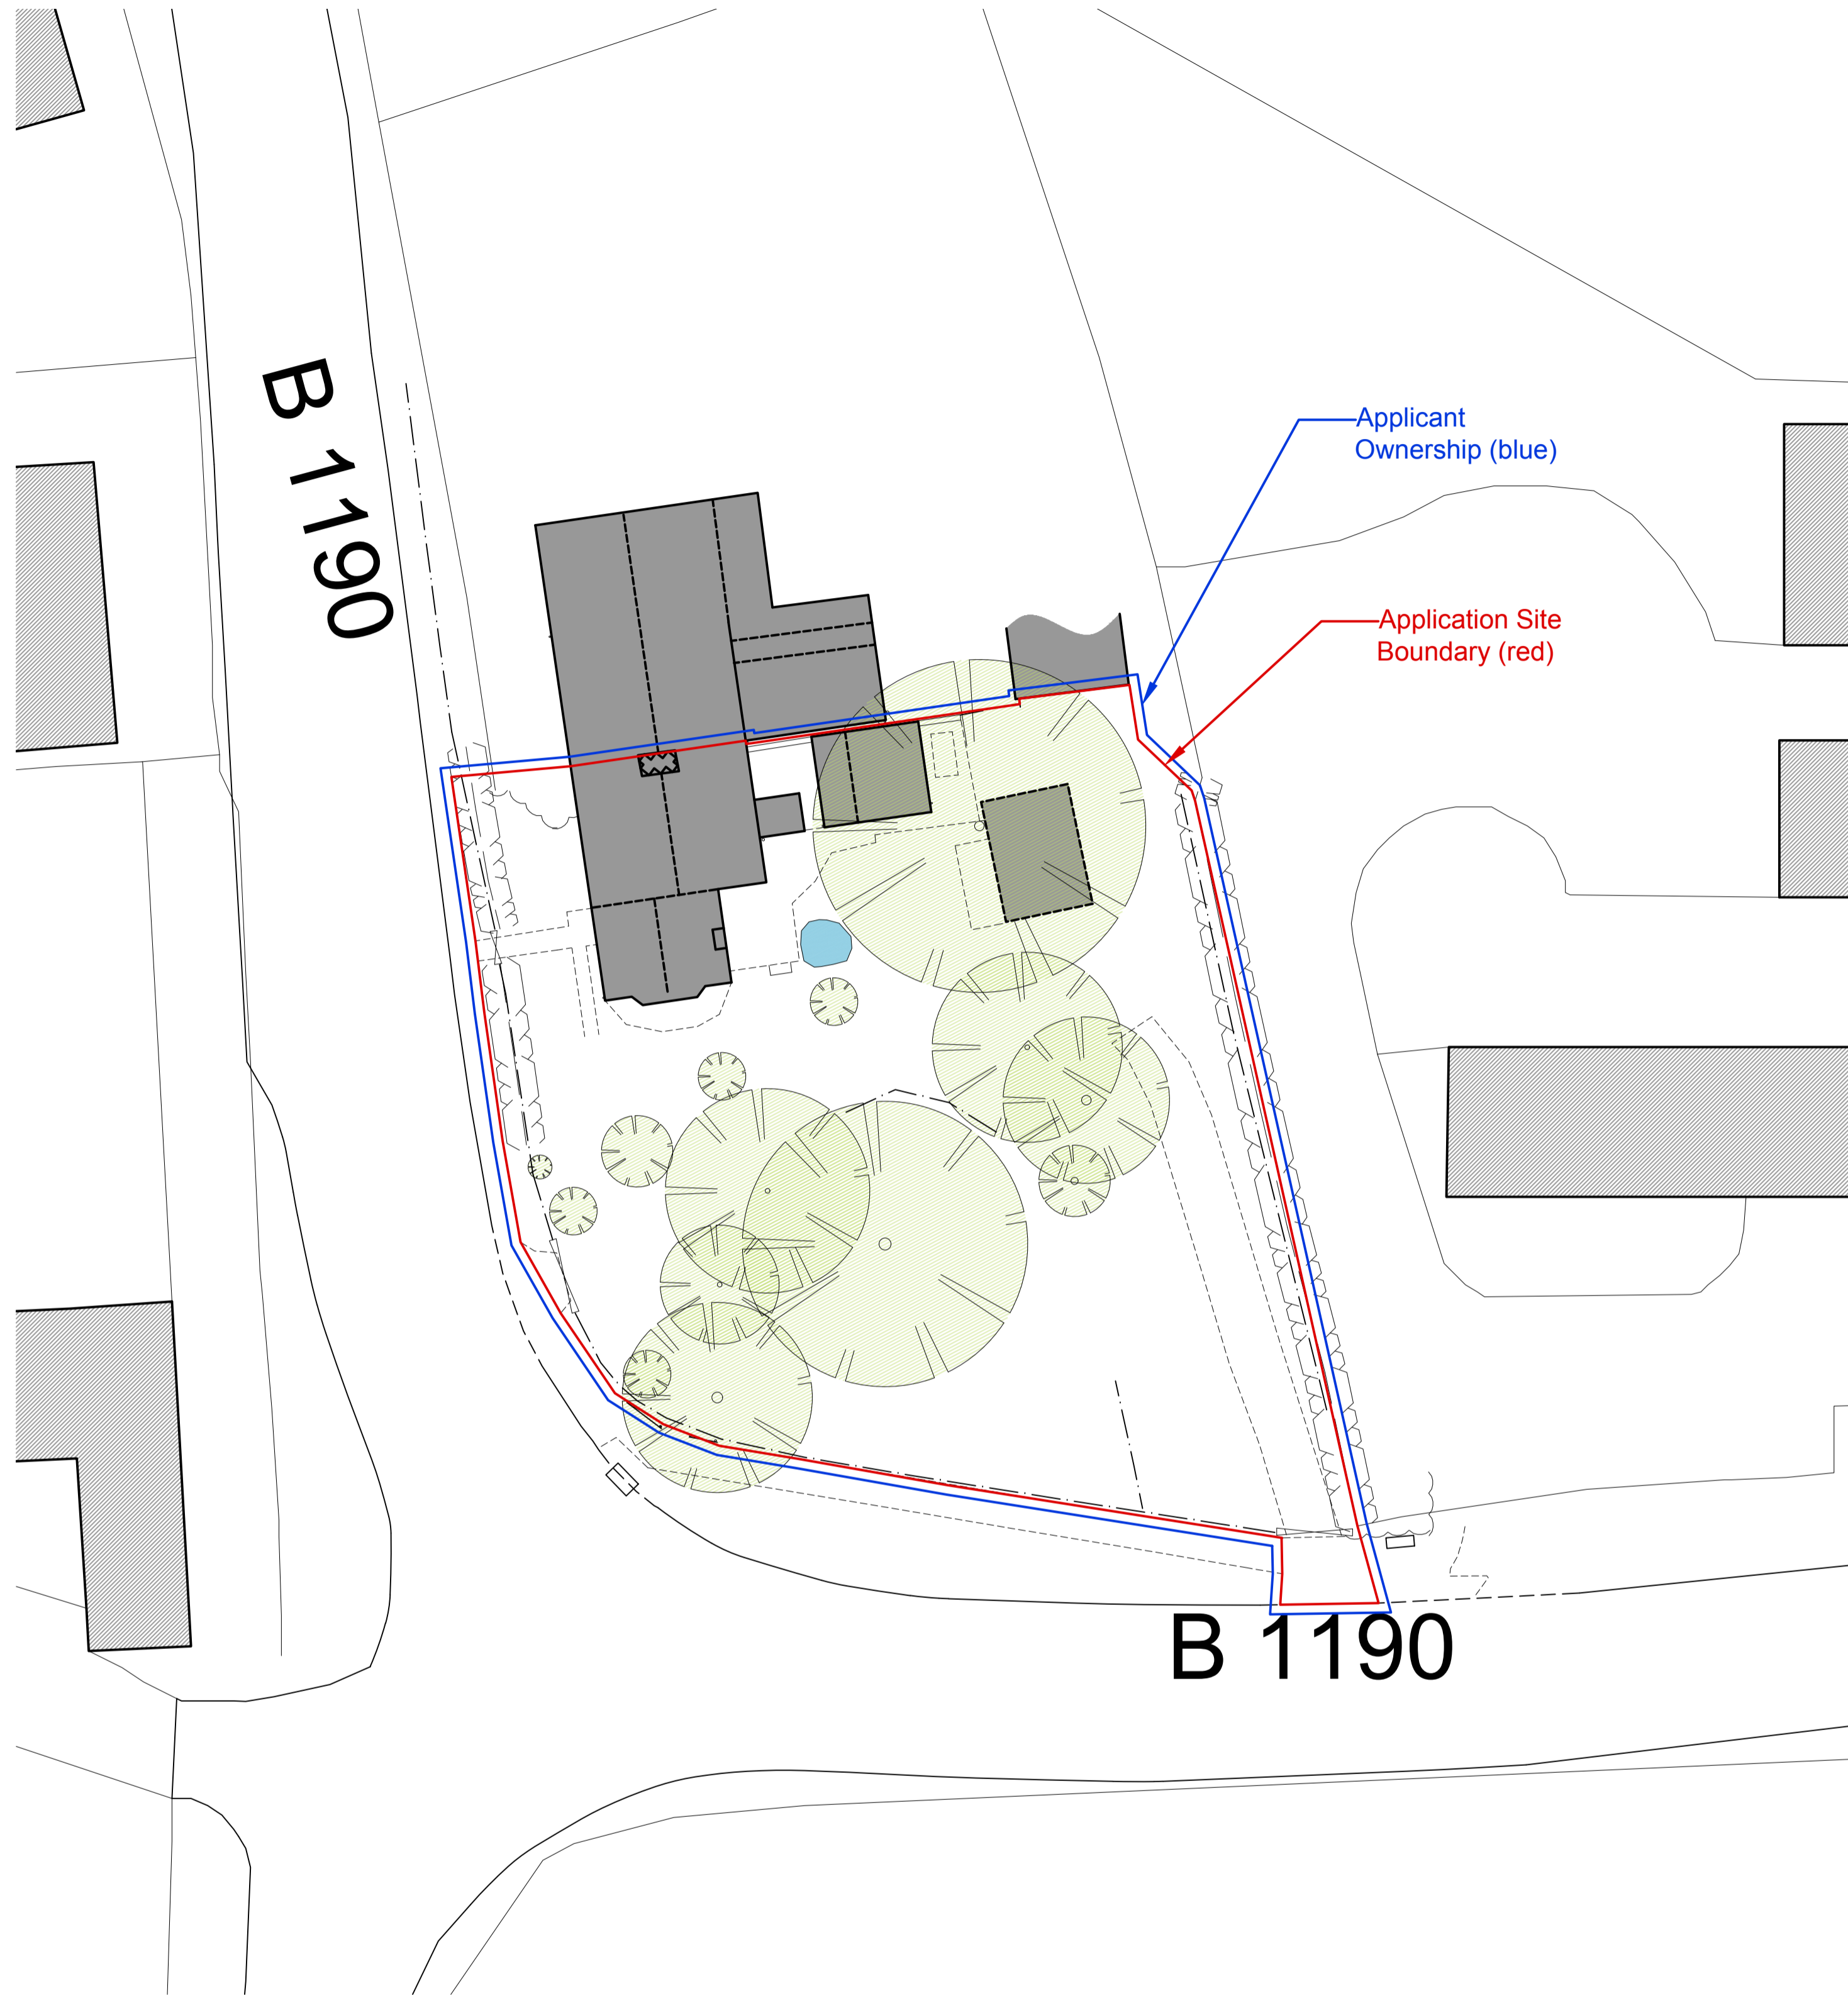 B 1190
Applicant
Ownership (blue)
Application Site
Boundary (red)
B 1190